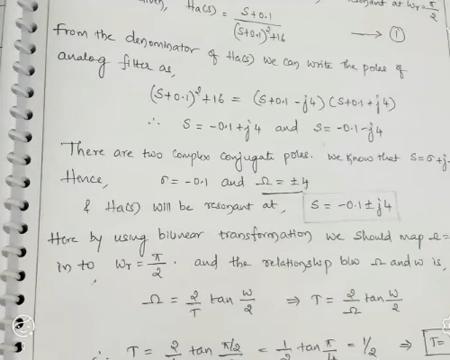 Ha(s) = S+0.1 / (S+0.1)²+16 → ①
From the denominator of Ha(s) we can write the poles of
analog filter as,
(S+0.1)²+16 = (S+0.1-j4)(S+0.1+j4)
∴ S = -0.1+j4 and S = -0.1-j4
There are two complex conjugate poles. We know that S=σ+j
Hence,
σ = -0.1 and Ω = ±4
& Ha(s) will be resonant at, S = -0.1±j4
Here by using bilinear transformation we should map Ω=
in to Wr = π/2. and the relationship b/w Ω and w is,
Ω = 2/T tan w/2 ⇒ T = 2/Ω tan w/2
∴ T = 2/ tan π/2/ = 1/2 tan π/4 = 1/2 ⇒ T=